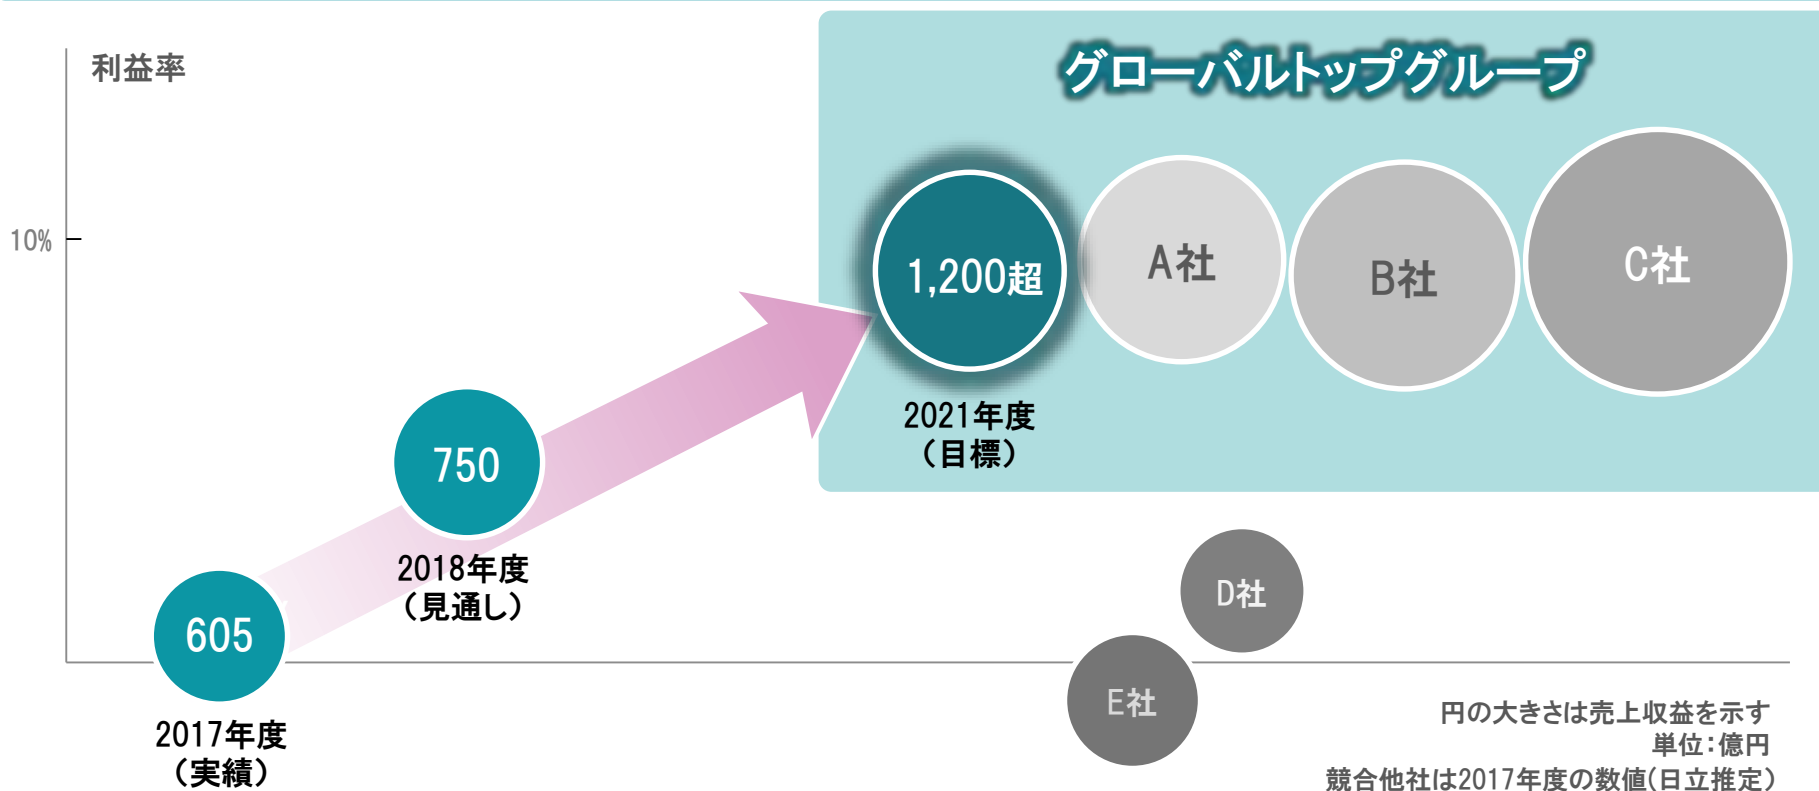 利益率
グローバルトップグループ
10%
1,200超
A社
B社
C社
2021年度
(目標)
750
2018年度
(見通し)
605
2017年度
(実績)
D社
E社
円の大きさは売上収益を示す
単位:億円
競合他社は2017年度の数値(日立推定)